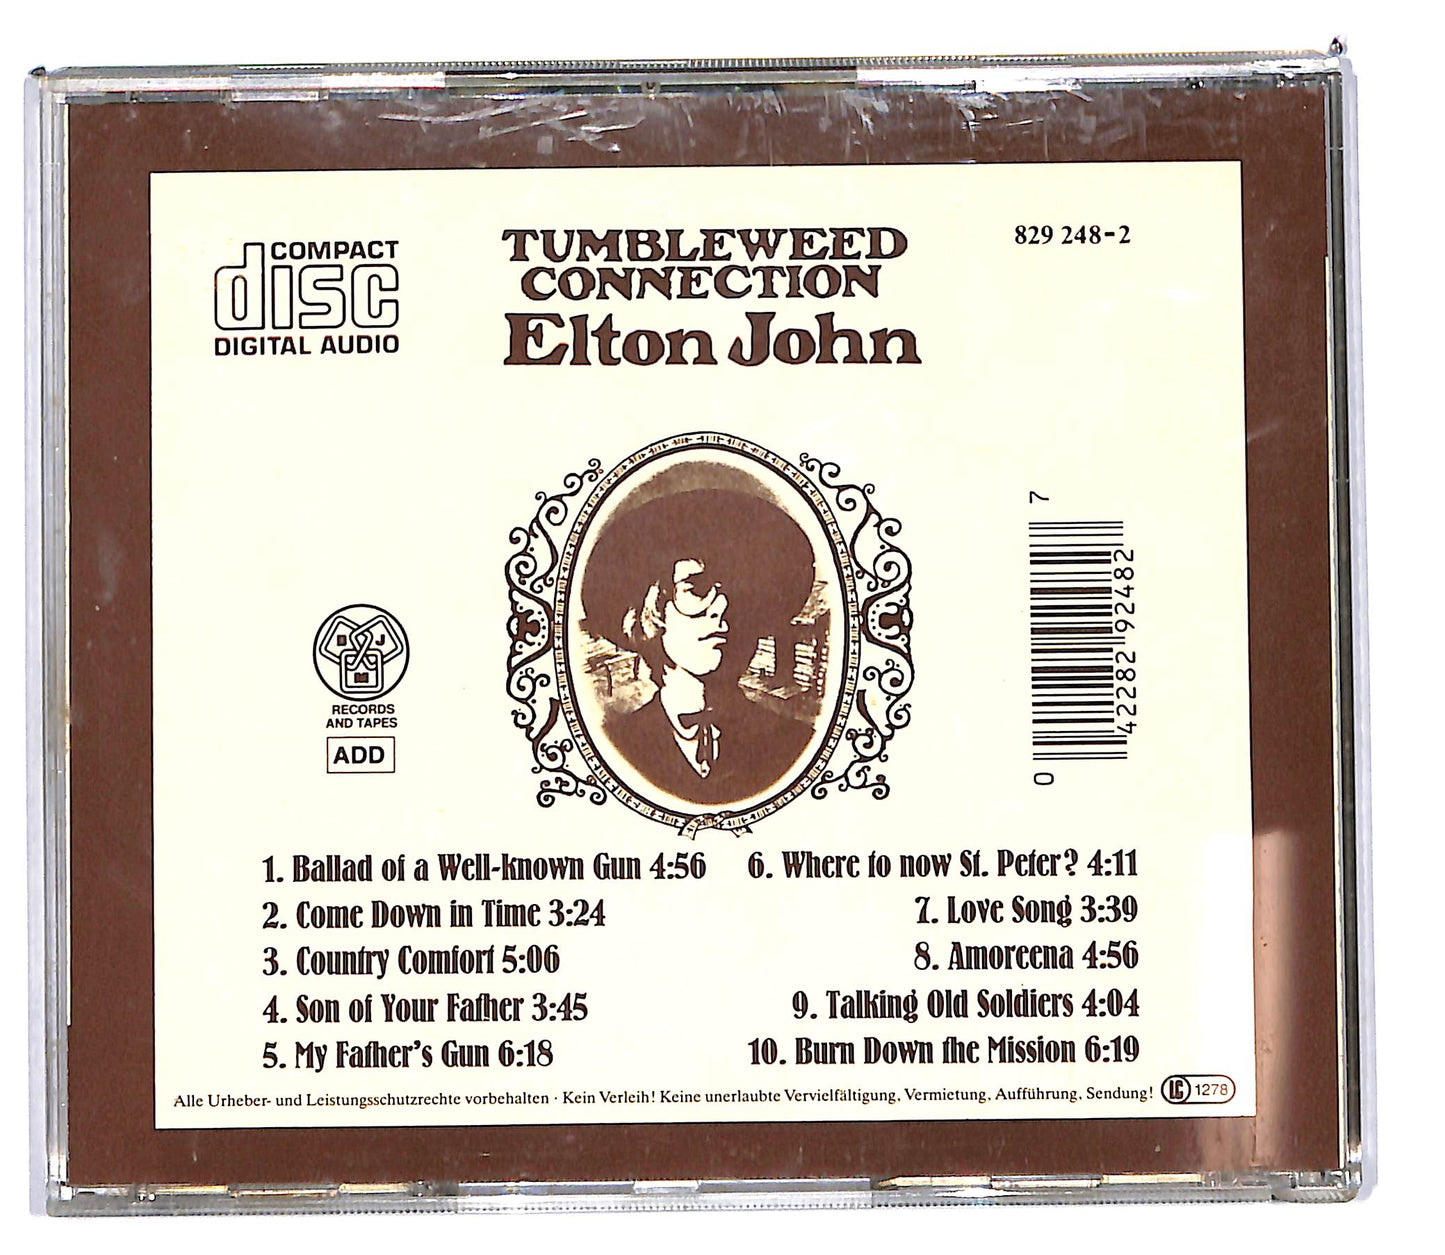 COMPACT
disc
DIGITAL AUDIO
TUMBLEWEED
CONNECTION
Elton John
829 248-2
7
42282 92482
0
D J
M
RECORDS
AND TAPES
ADD
1. Ballad of a Well-known Gun 4:56
2. Come Down in Time 3:24
3. Country Comfort 5:06
4. Son of Your Father 3:45
5. My Father's Gun 6:18
6. Where to now St. Peter? 4:11
7. Love Song 3:39
8. Amoreena 4:56
9. Talking Old Soldiers 4:04
10. Burn Down the Mission 6:19
Alle Urheber- und Leistungsschutzrechte vorbehalten · Kein Verleih! Keine unerlaubte Vervielfältigung, Vermietung, Aufführung, Sendung! LC 1278